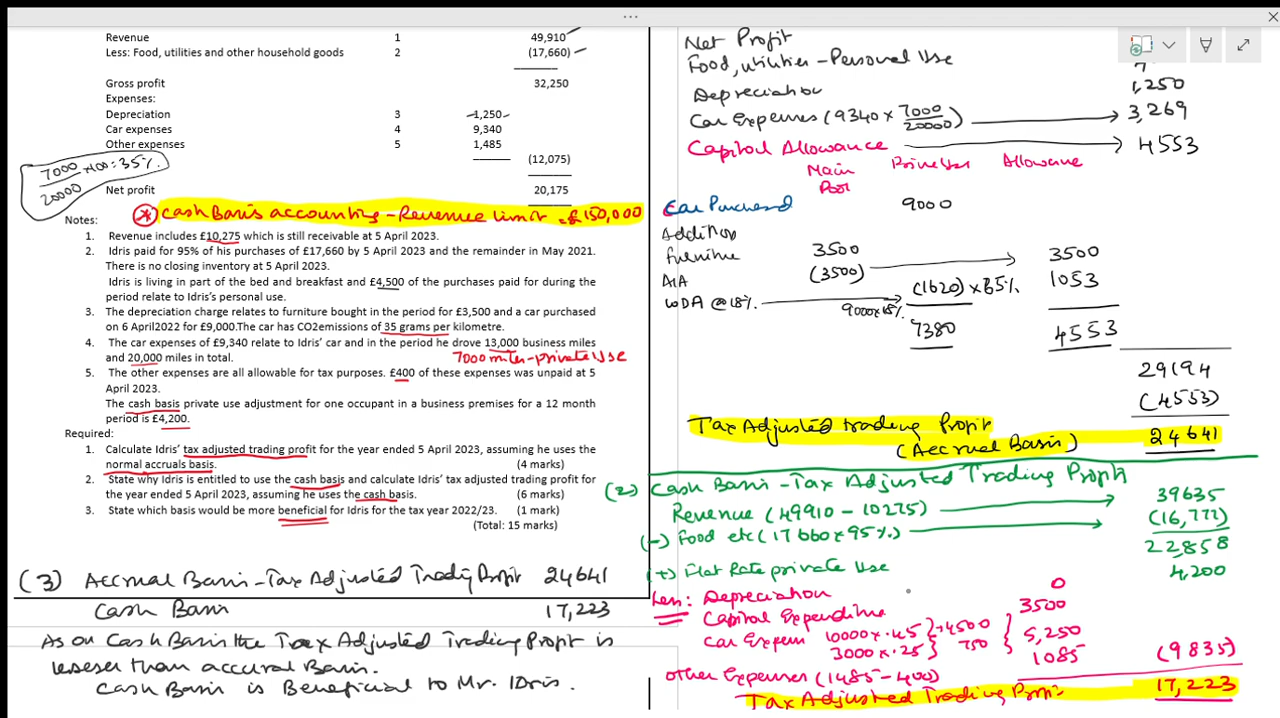 Revenue 1 49,910
Less: Food, utilities and other household goods 2 (17,660)
Gross profit 32,250
Expenses:
Depreciation 3 1,250
Car expenses 4 9,340
Other expenses 5 1,485
(12,075)
7000/20000 × 100 = 35%
Net profit 20,175
* Cash Basis accounting - Revenue limit = £150,000
Notes:
1. Revenue includes £10,275 which is still receivable at 5 April 2023.
2. Idris paid for 95% of his purchases of £17,660 by 5 April 2023 and the remainder in May 2021.
There is no closing inventory at 5 April 2023.
Idris is living in part of the bed and breakfast and £4,500 of the purchases paid for during the
period relate to Idris's personal use.
3. The depreciation charge relates to furniture bought in the period for £3,500 and a car purchased
on 6 April2022 for £9,000.The car has CO2emissions of 35 grams per kilometre.
4. The car expenses of £9,340 relate to Idris' car and in the period he drove 13,000 business miles
and 20,000 miles in total.
7000 miles - private use
5. The other expenses are all allowable for tax purposes. £400 of these expenses was unpaid at 5
April 2023.
The cash basis private use adjustment for one occupant in a business premises for a 12 month
period is £4,200.
Required:
1. Calculate Idris' tax adjusted trading profit for the year ended 5 April 2023, assuming he uses the
normal accruals basis. (4 marks)
2. State why Idris is entitled to use the cash basis and calculate Idris' tax adjusted trading profit for
the year ended 5 April 2023, assuming he uses the cash basis. (6 marks)
3. State which basis would be more beneficial for Idris for the tax year 2022/23. (1 mark)
(Total: 15 marks)
(3) Accrual Basis - Tax Adjusted Trading Profit 24641
Cash Basis 17,223
As on Cash Basis the Tax Adjusted Trading Profit is
lesser than accural Basis.
Cash Basis is Beneficial to Mr. Idris.
Net Profit
Food, utilities - Personal Use
Depreciation 1,250
Car Expenses (9340 × 7000/20000) 3,269
Capital Allowance 4553
Main Pool Private Use Allowance
Car Purchased 9000
Addition
Furniture 3500 3500
AIA (3500) 1053
WDA @ 18% 9000×18% (1620) × 65%
7380 4553
29194
(4553)
Tax Adjusted trading Profit
(Accrual Basis) 24641
(2) Cash Basis - Tax Adjusted Trading Profit
Revenue (49910 - 10275) 39635
(-) Food etc (17660 × 95%) (16,777)
22,858
(+) Flat Rate private Use 4,200
Less: Depreciation 0
Capital Expenditure 3500
Car Expen 10000 × .45 → 4500
3000 × .25 750 5,250
other Expenses (1485 - 400) 1085 (9835)
Tax Adjusted Trading Profit 17,223